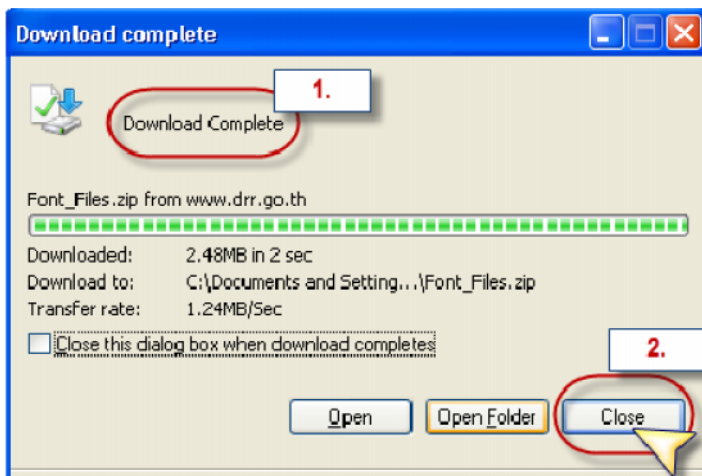 Download complete
1.
Download Complete
Font_Files.zip from www.drr.go.th
Downloaded: 2.48MB in 2 sec
Download to: C:\Documents and Setting...\Font_Files.zip
Transfer rate: 1.24MB/Sec
Close this dialog box when download completes
2.
Open Open Folder Close